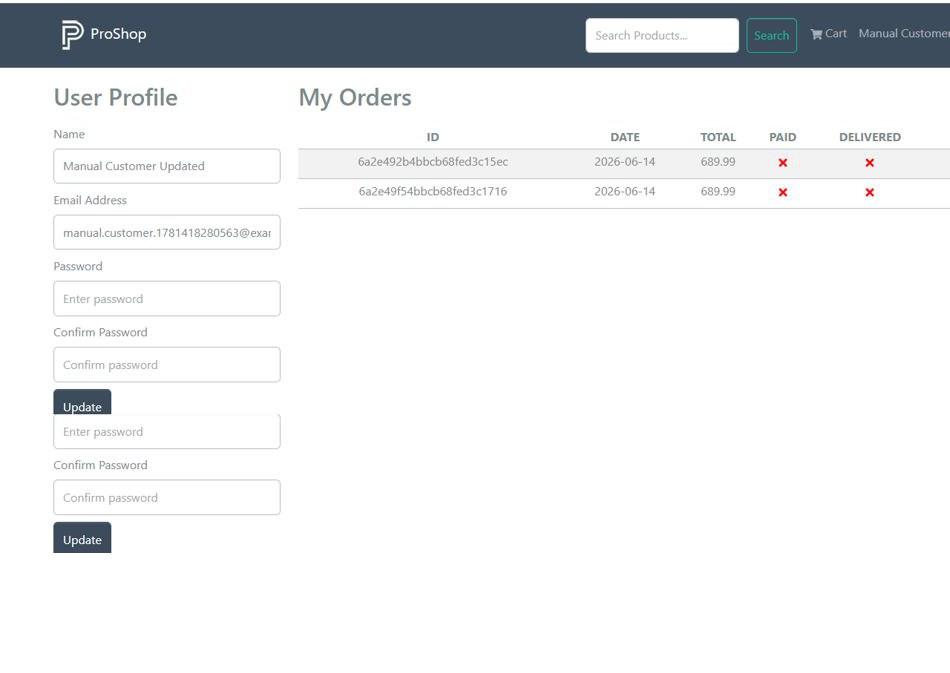 ProShop
Search Products...
Search
Cart
Manual Customer
User Profile
Name
Manual Customer Updated
Email Address
manual.customer.1781418280563@exar
Password
Enter password
Confirm Password
Confirm password
Update
Enter password
Confirm Password
Confirm password
Update
My Orders
ID DATE TOTAL PAID DELIVERED
6a2e492b4bbcb68fed3c15ec 2026-06-14 689.99
6a2e49f54bbcb68fed3c1716 2026-06-14 689.99